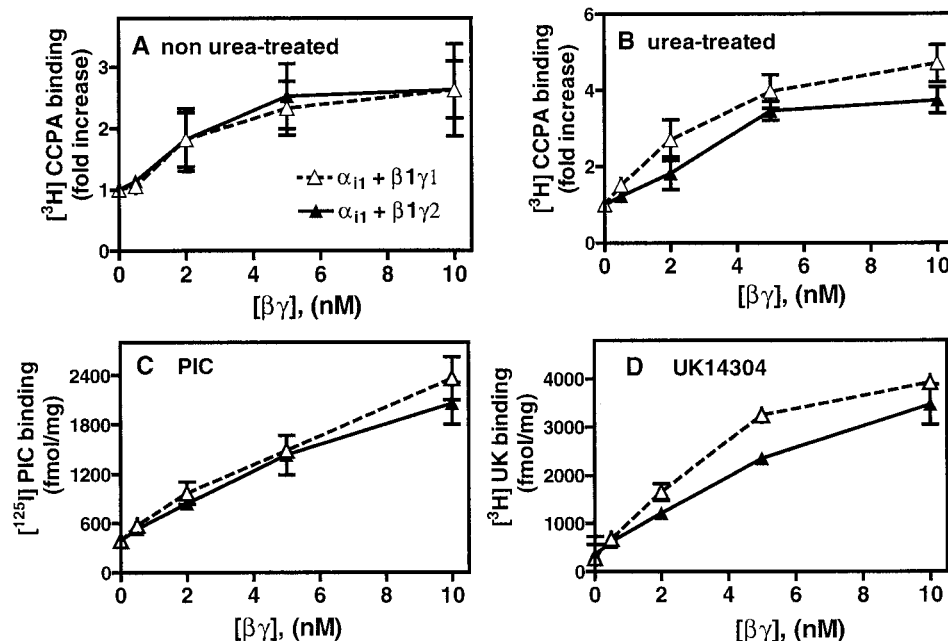 A non urea-treated
[³H] CCPA binding
(fold increase)
3
2
1
0
0 2 4 6 8 10
[βγ], (nM)
αi1 + β1γ1
αi1 + β1γ2
B urea-treated
[³H] CCPA binding
(fold increase)
6
4
2
0
0 2 4 6 8 10
[βγ], (nM)
C PIC
[¹²⁵I] PIC binding
(fmol/mg)
2400
1800
1200
600
0
0 2 4 6 8 10
[βγ], (nM)
D UK14304
[³H] UK binding
(fmol/mg)
4000
3000
2000
1000
0
0 2 4 6 8 10
[βγ], (nM)